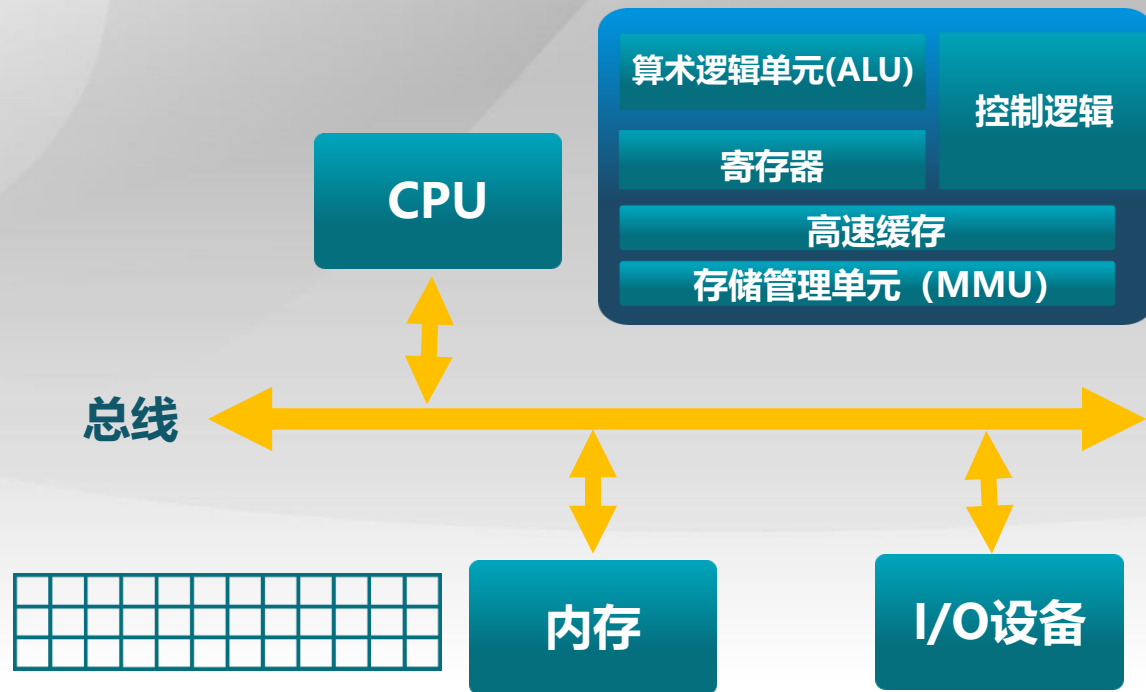 算术逻辑单元(ALU)
控制逻辑
寄存器
高速缓存
存储管理单元（MMU）
CPU
总线
内存
I/O设备